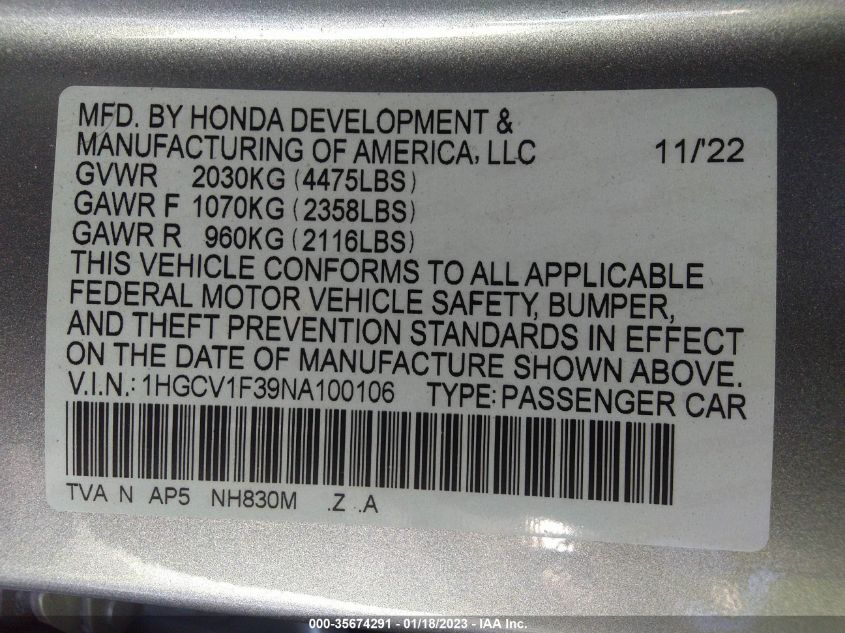 MFD. BY HONDA DEVELOPMENT &
MANUFACTURING OF AMERICA, LLC 11/'22
GVWR 2030KG (4475LBS)
GAWR F 1070KG (2358LBS)
GAWR R 960KG (2116LBS)
THIS VEHICLE CONFORMS TO ALL APPLICABLE
FEDERAL MOTOR VEHICLE SAFETY, BUMPER,
AND THEFT PREVENTION STANDARDS IN EFFECT
ON THE DATE OF MANUFACTURE SHOWN ABOVE.
V.I.N.: 1HGCV1F39NA100106 TYPE: PASSENGER CAR
TVA N AP5 NH830M .Z .A
000-35674291 - 01/18/2023 - IAA Inc.